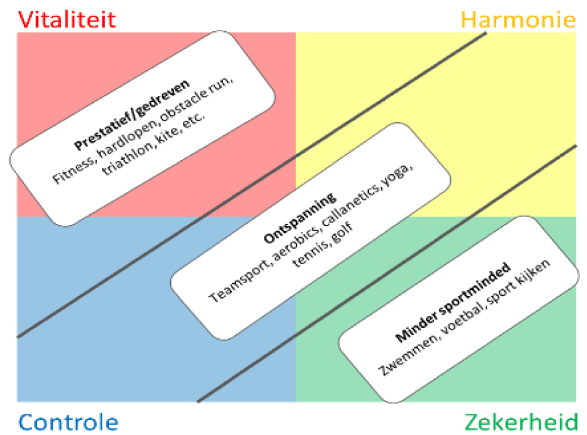 Vitaliteit
Harmonie
Prestatief/gedreven
Fitness, hardlopen, obstacle run,
triathlon, kite, etc.
Ontspanning
Teamsport, aerobics, callanetics, yoga,
tennis, golf
Minder sportminded
Zwemmen, voetbal, sport kijken
Controle
Zekerheid